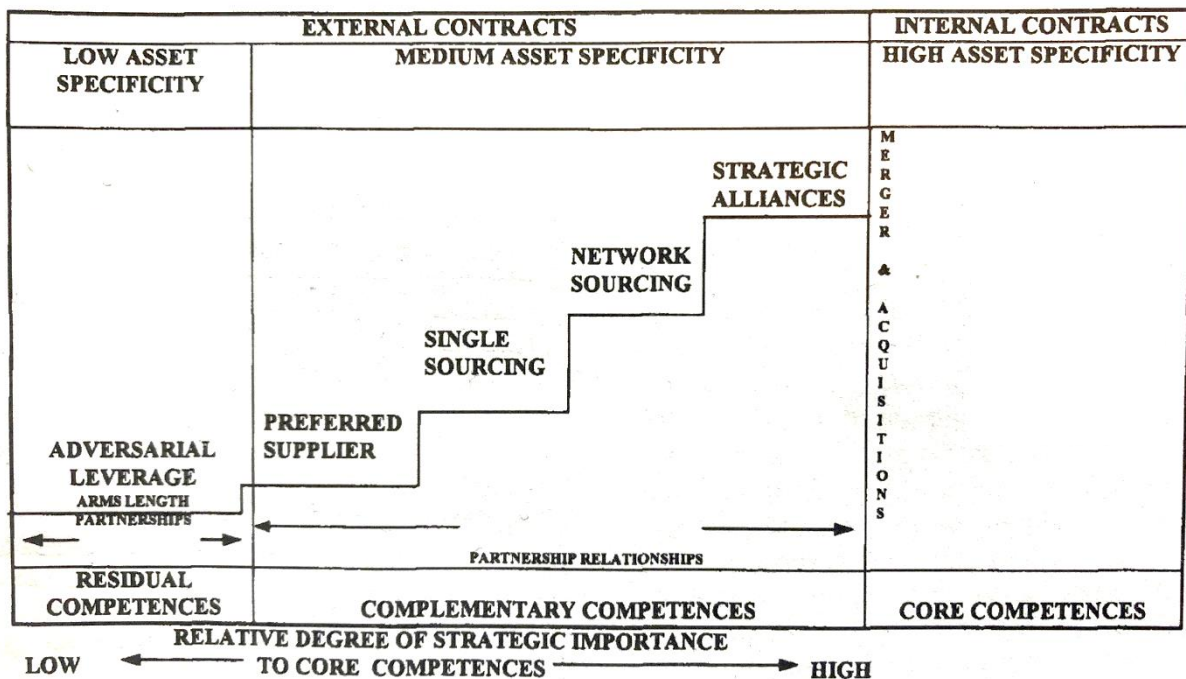 EXTERNAL CONTRACTS
INTERNAL CONTRACTS
LOW ASSET
SPECIFICITY
MEDIUM ASSET SPECIFICITY
HIGH ASSET SPECIFICITY
MERGER & ACQUISITIONS
STRATEGIC
ALLIANCES
NETWORK
SOURCING
SINGLE
SOURCING
PREFERRED
SUPPLIER
ADVERSARIAL
LEVERAGE
ARMS LENGTH
PARTNERSHIPS
PARTNERSHIP RELATIONSHIPS
RESIDUAL
COMPETENCES
COMPLEMENTARY COMPETENCES
CORE COMPETENCES
RELATIVE DEGREE OF STRATEGIC IMPORTANCE
LOW TO CORE COMPETENCES HIGH